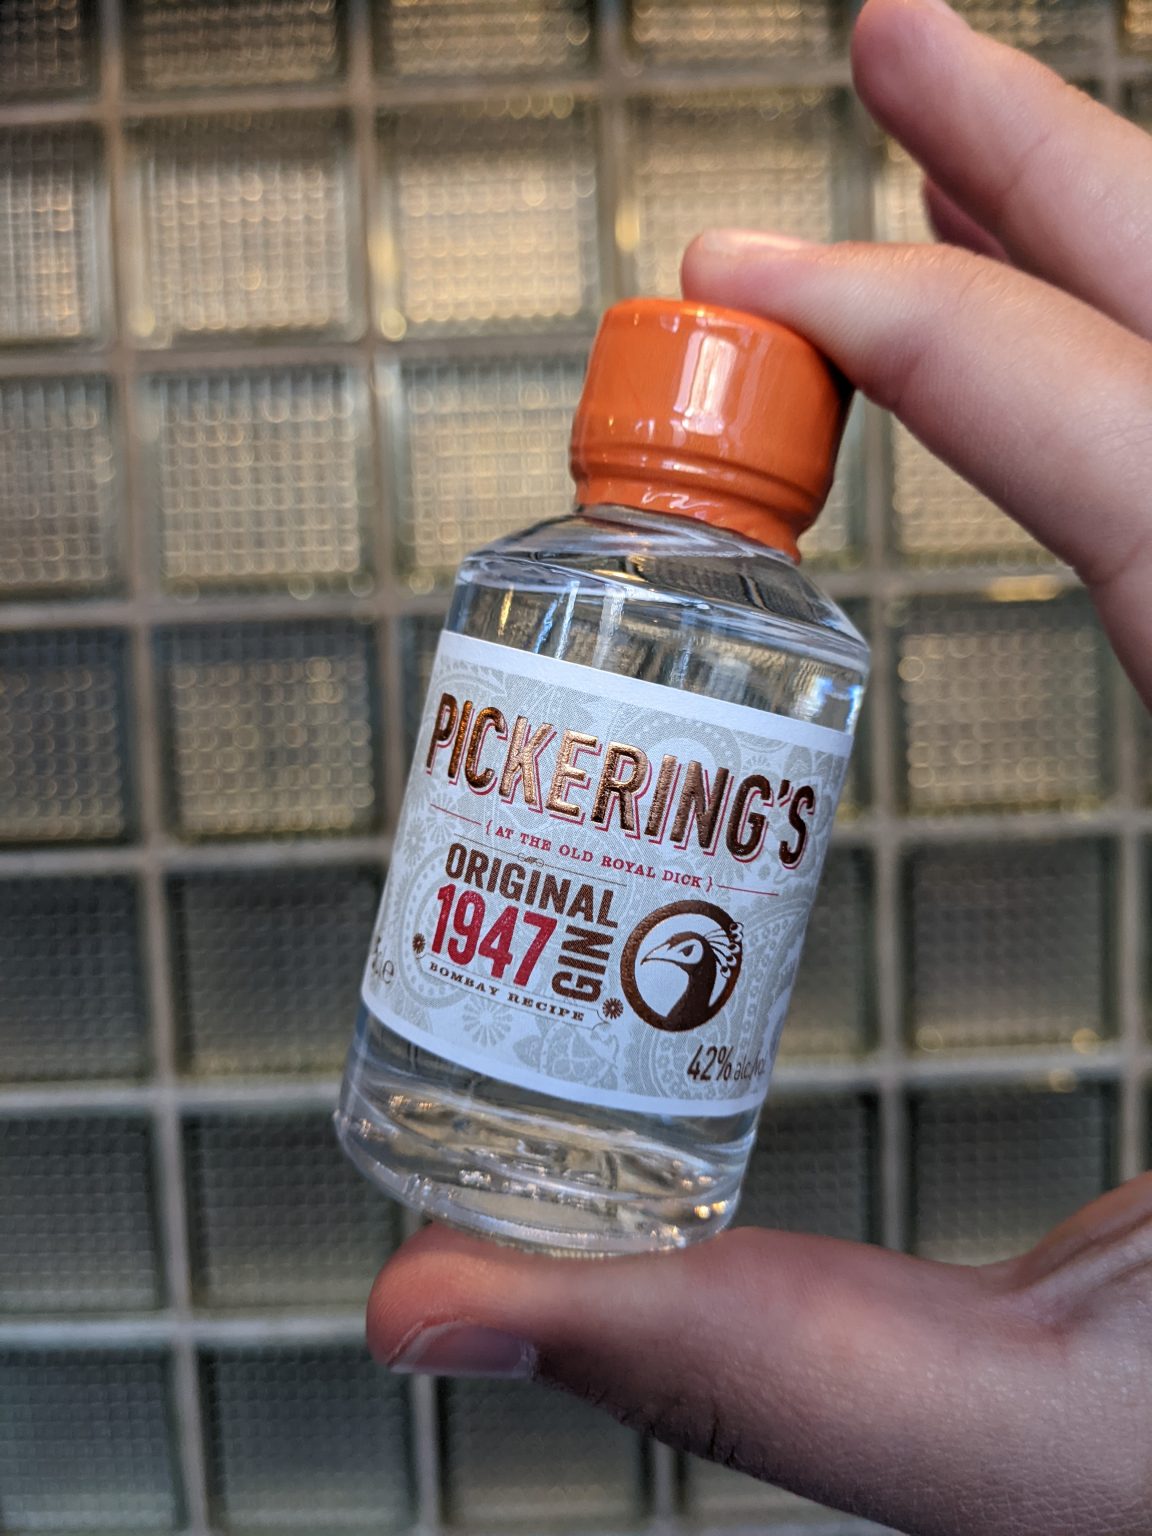 PICKERING'S
{ AT THE OLD ROYAL DICK }
ORIGINAL
1947
GIN
BOMBAY RECIPE
42% alc/vol